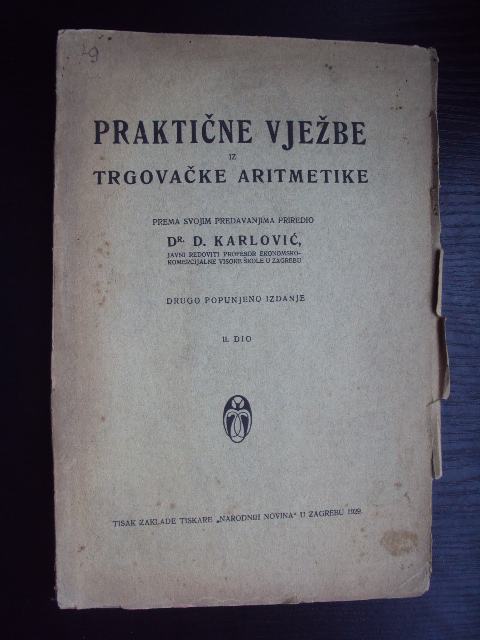 19
PRAKTIČNE VJEŽBE
IZ
TRGOVAČKE ARITMETIKE
PREMA SVOJIM PREDAVANJIMA PRIREDIO
DR. D. KARLOVIĆ,
JAVNI REDOVITI PROFESOR EKONOMSKO-
KOMERCIJALNE VISOKE ŠKOLE U ZAGREBU
DRUGO POPUNJENO IZDANJE
II. DIO
TISAK ZAKLADE TISKARE „NARODNIH NOVINA" U ZAGREBU 1929.